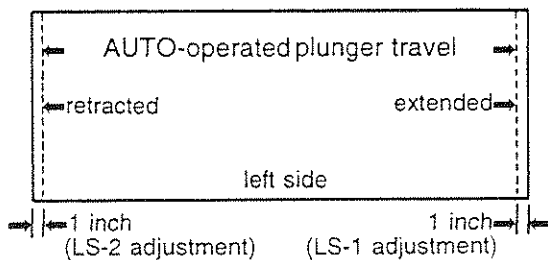 AUTO-operated plunger travel
retracted extended
left side
1 inch 1 inch
(LS-2 adjustment) (LS-1 adjustment)